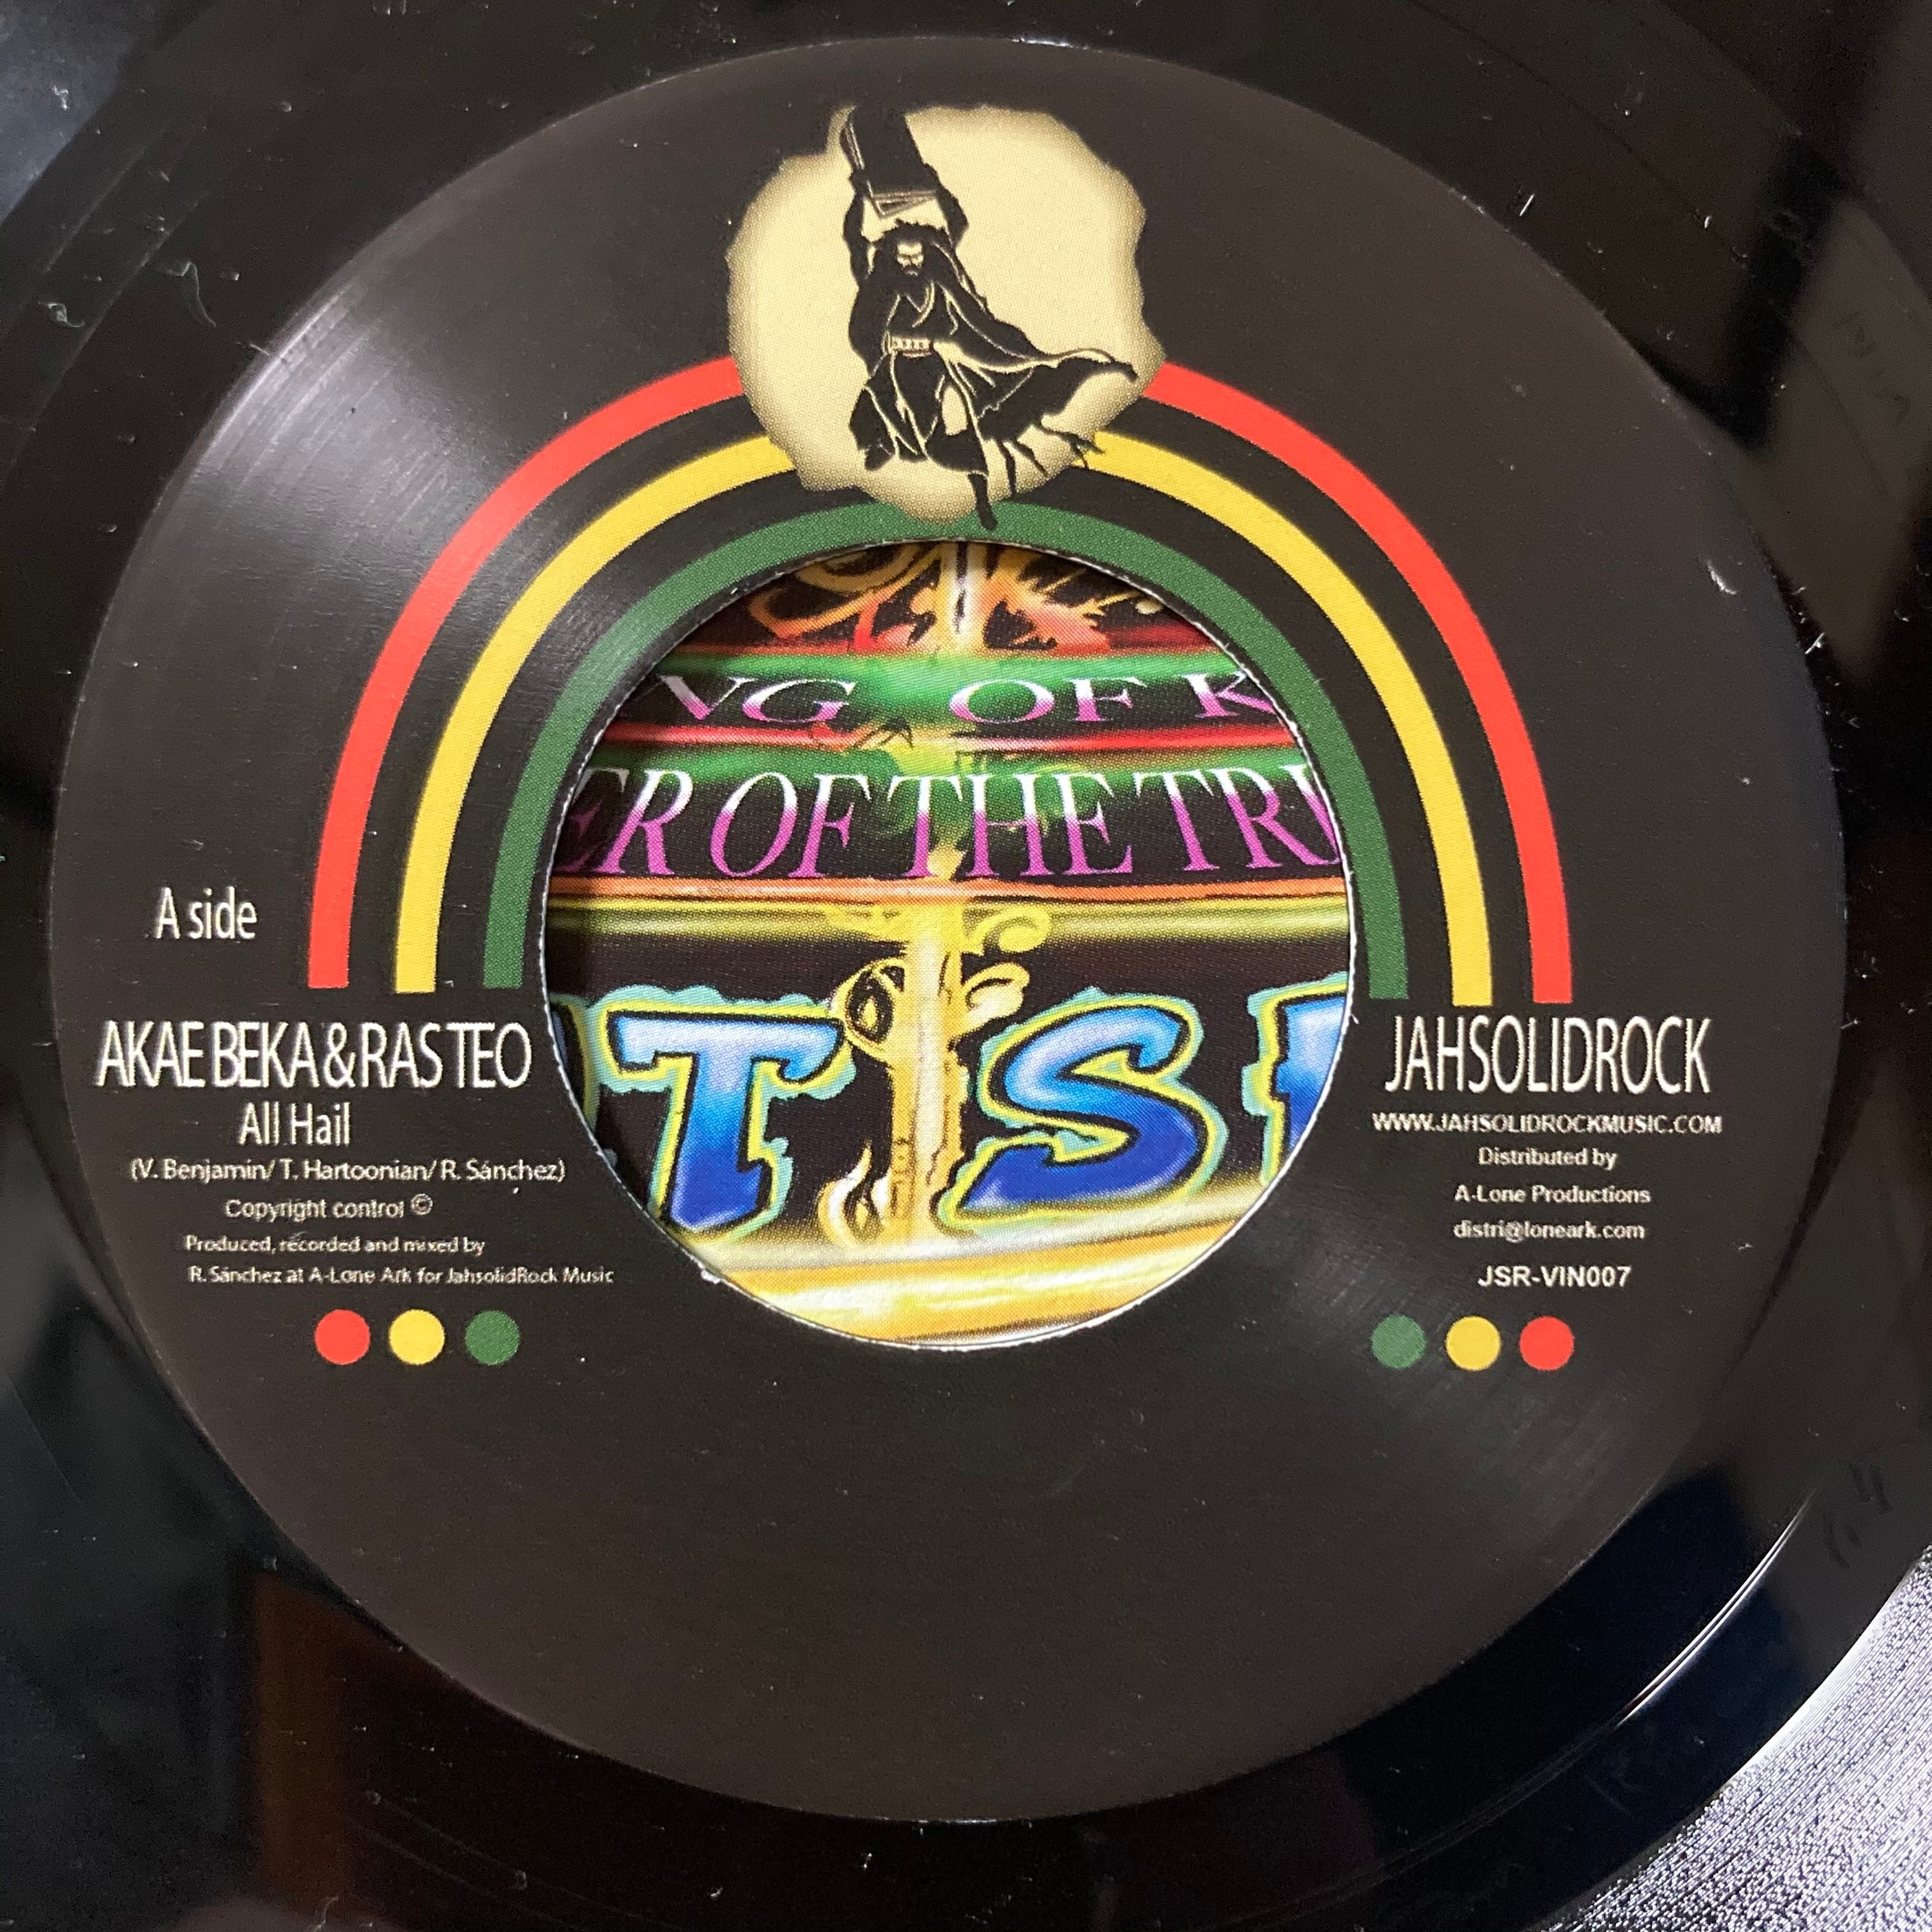 NG OF K
ER OF THE TRI
T S
A side
AKAE BEKA & RAS TEO
All Hail
(V. Benjamin/ T. Hartoonian/ R. Sánchez)
Copyright control ©
Produced, recorded and mixed by
R. Sánchez at A-Lone Ark for JahsolidRock Music
JAHSOLIDROCK
WWW.JAHSOLIDROCKMUSIC.COM
Distributed by
A-Lone Productions
distri@loneark.com
JSR-VIN007